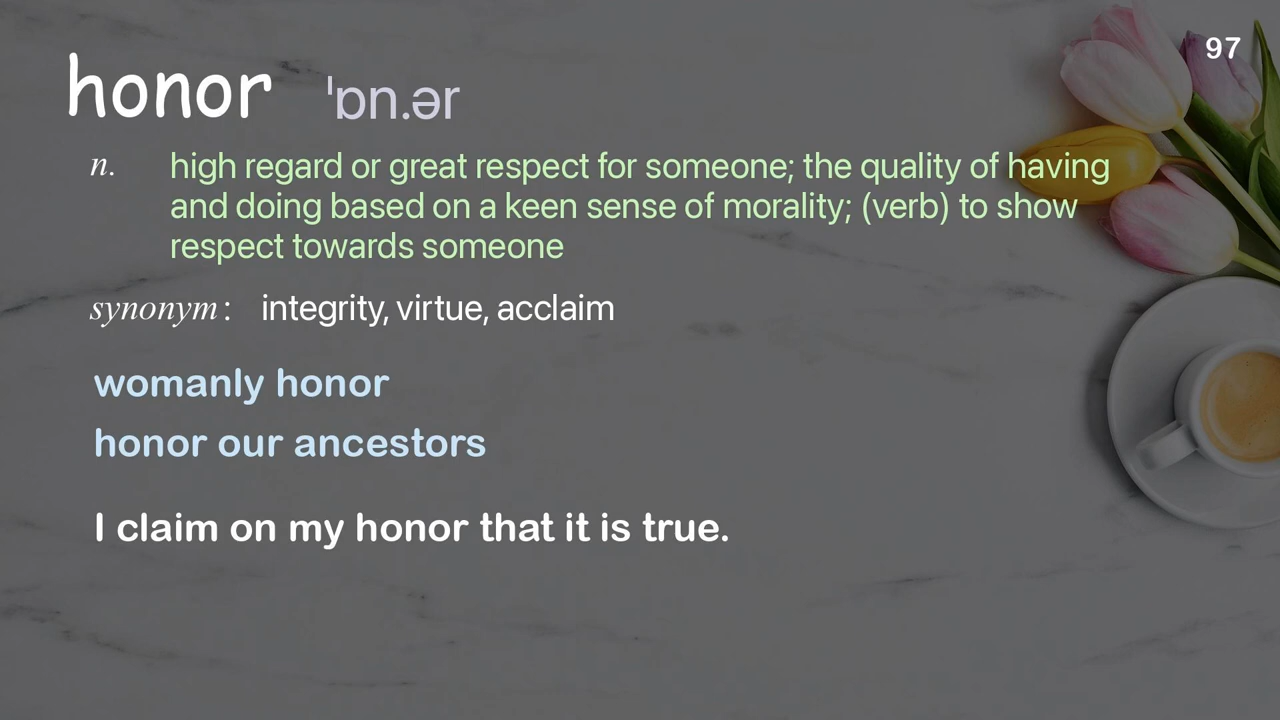 97
honor ˈɒn.ər
n. high regard or great respect for someone; the quality of having
and doing based on a keen sense of morality; (verb) to show
respect towards someone
synonym: integrity, virtue, acclaim
womanly honor
honor our ancestors
I claim on my honor that it is true.